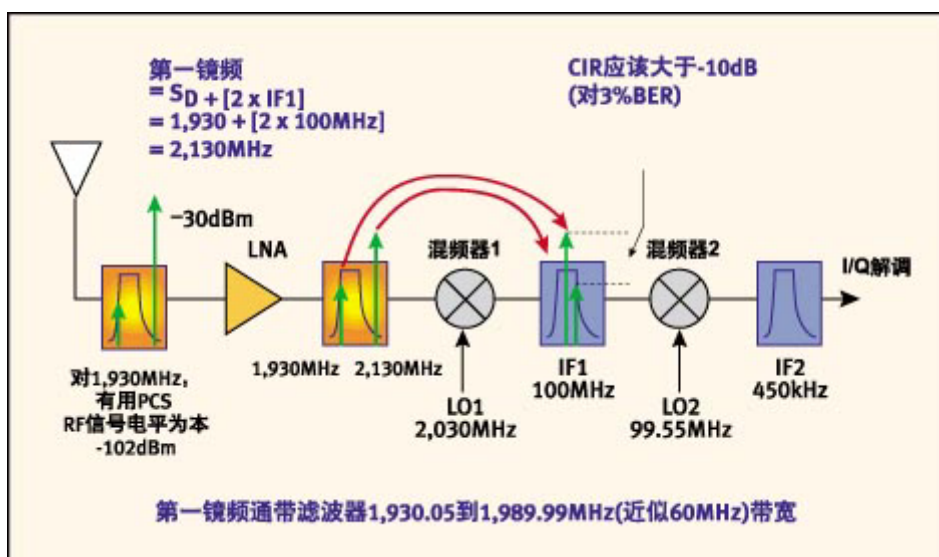 第一镜频
= SD + [2 x IF1]
= 1,930 + [2 x 100MHz]
= 2,130MHz
CIR应该大于-10dB
(对3%BER)
-30dBm
LNA
混频器1
混频器2
I/Q解调
1,930MHz
2,130MHz
IF1
100MHz
IF2
450kHz
对1,930MHz,
有用PCS
RF信号电平为本
-102dBm
LO1
2,030MHz
LO2
99.55MHz
第一镜频通带滤波器1,930.05到1,989.99MHz(近似60MHz)带宽